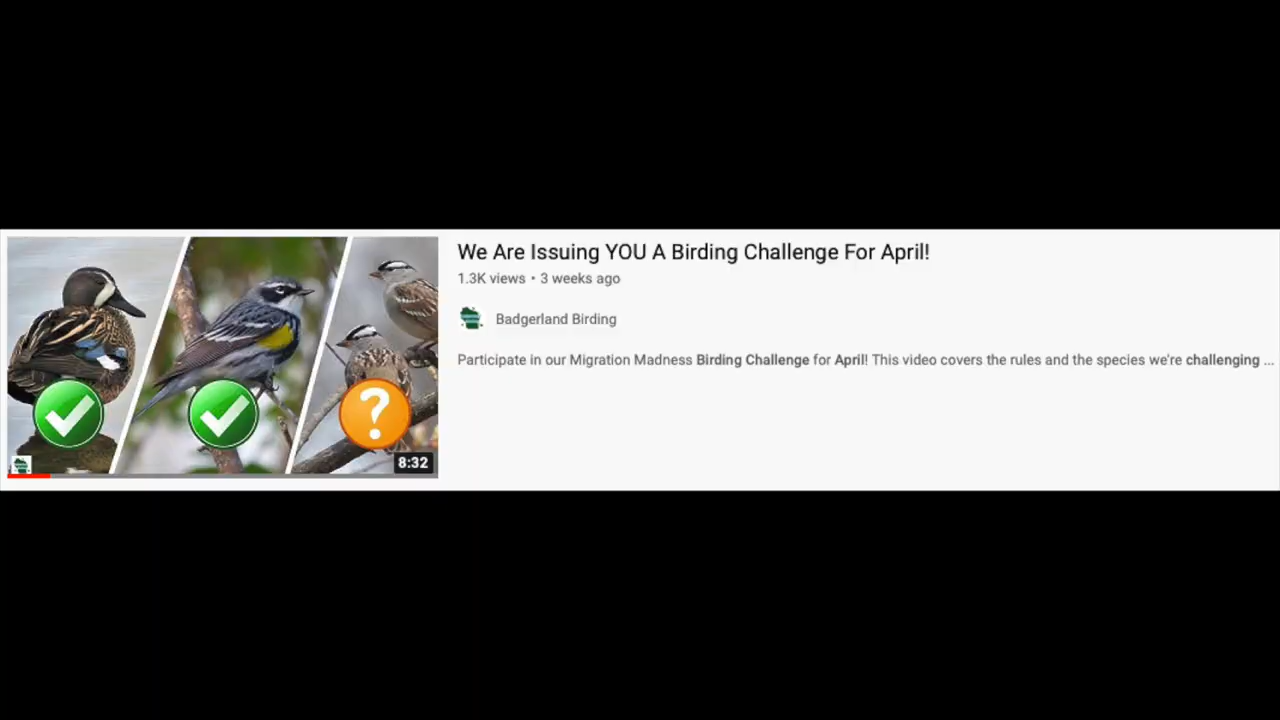 We Are Issuing YOU A Birding Challenge For April!
1.3K views • 3 weeks ago
Badgerland Birding
Participate in our Migration Madness Birding Challenge for April! This video covers the rules and the species we're challenging ...
?
8:32